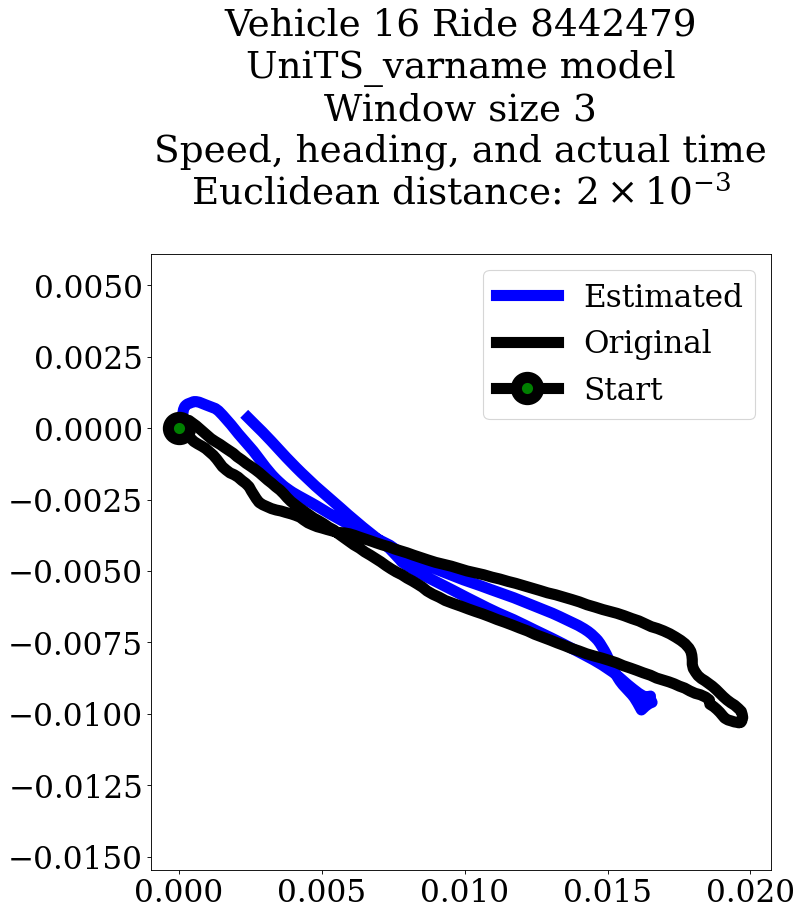 Vehicle 16 Ride 8442479
UniTS_varname model
Window size 3
Speed, heading, and actual time
Euclidean distance: 2 × 10⁻³
Estimated
Original
Start
0.0050
0.0025
0.0000
−0.0025
−0.0050
−0.0075
−0.0100
−0.0125
−0.0150
0.000 0.005 0.010 0.015 0.020